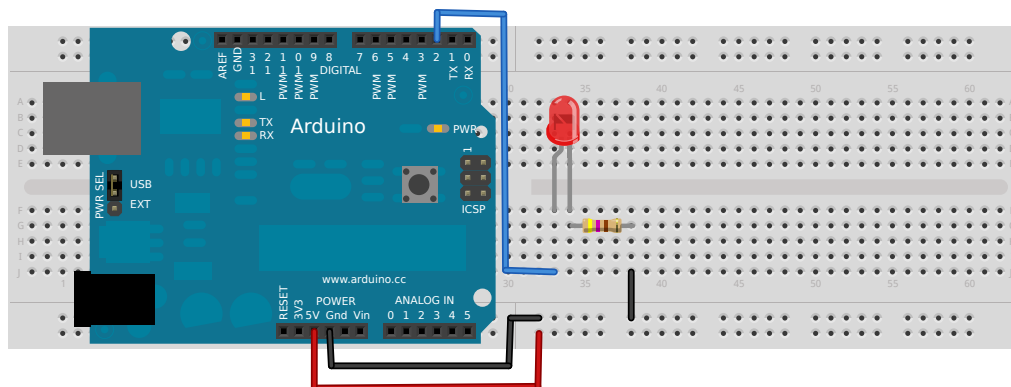 AREF
GND
13
12
PWM 11
PWM 10
PWM 9
8
DIGITAL
7
PWM 6
PWM 5
4
PWM 3
2
TX 1
RX 0
L
TX
RX
Arduino
PWR
1
ICSP
PWR SEL
USB
EXT
www.arduino.cc
POWER
RESET
3V3
5V
Gnd
Vin
ANALOG IN
0 1 2 3 4 5
A
B
C
D
E
F
G
H
I
J
30 35 40 45 50 55 60
1 30 35 40 45 50 55 60